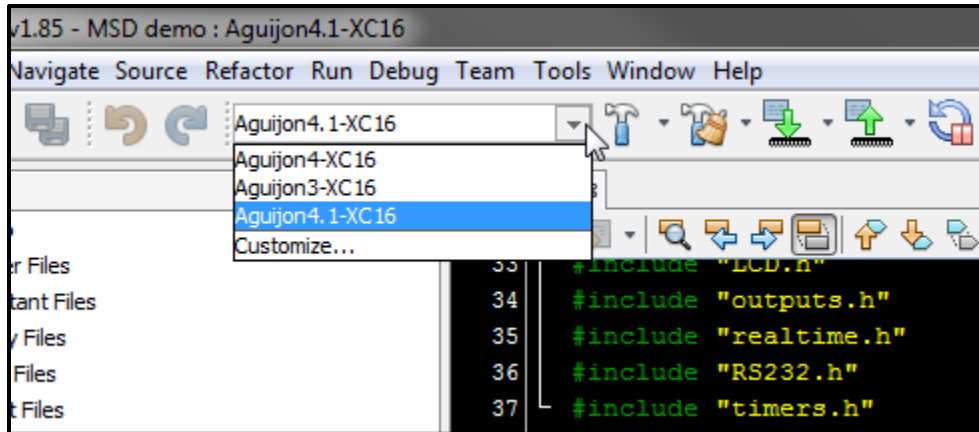 v1.85 - MSD demo : Aguijon4.1-XC16
Navigate Source Refactor Run Debug Team Tools Window Help
Aguijon4.1-XC16
Aguijon4-XC16
Aguijon3-XC16
Aguijon4.1-XC16
Customize...
er Files
tant Files
y Files
Files
t Files
33 #include "LCD.h"
34 #include "outputs.h"
35 #include "realtime.h"
36 #include "RS232.h"
37 #include "timers.h"